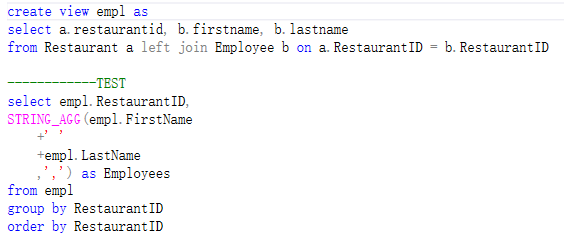 create view empl as
select a.restaurantid, b.firstname, b.lastname
from Restaurant a left join Employee b on a.RestaurantID = b.RestaurantID
------------TEST
select empl.RestaurantID,
STRING_AGG(empl.FirstName
+' '
+empl.LastName
,',') as Employees
from empl
group by RestaurantID
order by RestaurantID